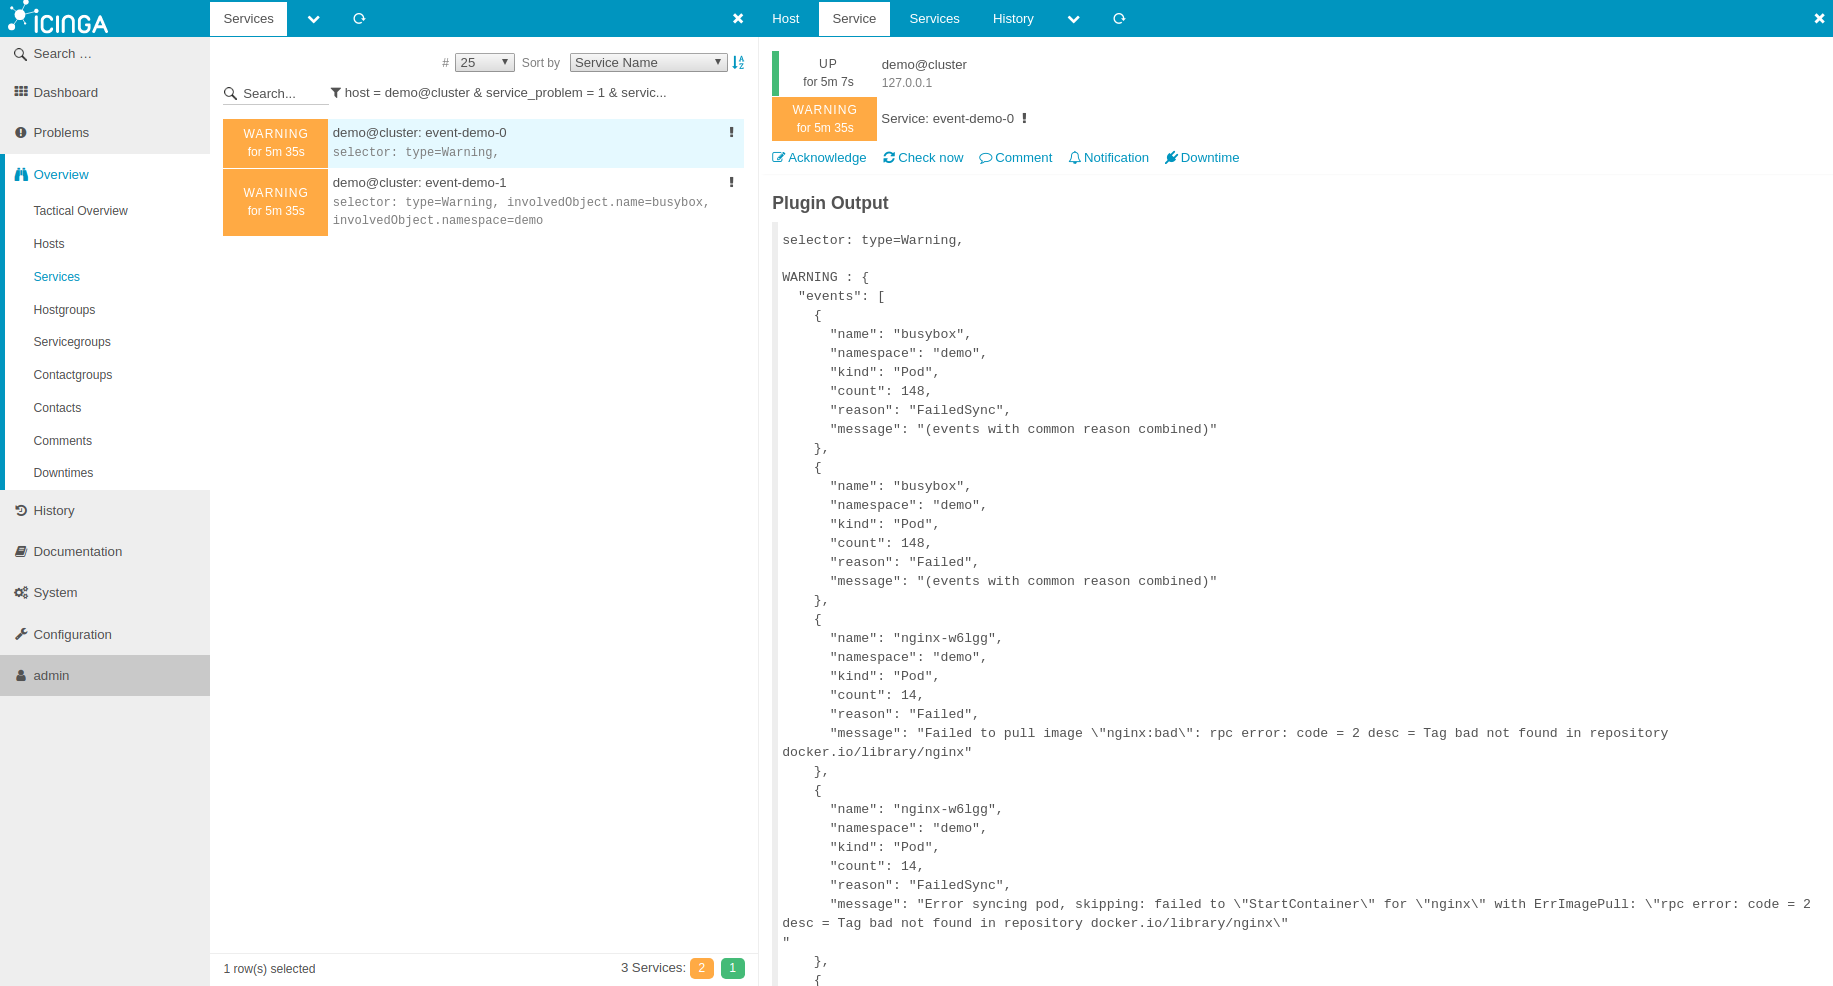 ICINGA
Search …
Dashboard
Problems
Overview
Tactical Overview
Hosts
Services
Hostgroups
Servicegroups
Contactgroups
Contacts
Comments
Downtimes
History
Documentation
System
Configuration
admin
Services
# 25 Sort by Service Name
Search... host = demo@cluster & service_problem = 1 & servic...
WARNING
for 5m 35s
demo@cluster: event-demo-0
selector: type=Warning,
WARNING
for 5m 35s
demo@cluster: event-demo-1
selector: type=Warning, involvedObject.name=busybox,
involvedObject.namespace=demo
1 row(s) selected
3 Services: 2 1
Host Service Services History
UP
for 5m 7s
demo@cluster
127.0.0.1
WARNING
for 5m 35s
Service: event-demo-0
Acknowledge Check now Comment Notification Downtime
Plugin Output
selector: type=Warning,
WARNING : {
"events": [
{
"name": "busybox",
"namespace": "demo",
"kind": "Pod",
"count": 148,
"reason": "FailedSync",
"message": "(events with common reason combined)"
},
{
"name": "busybox",
"namespace": "demo",
"kind": "Pod",
"count": 148,
"reason": "Failed",
"message": "(events with common reason combined)"
},
{
"name": "nginx-w6lgg",
"namespace": "demo",
"kind": "Pod",
"count": 14,
"reason": "Failed",
"message": "Failed to pull image \"nginx:bad\": rpc error: code = 2 desc = Tag bad not found in repository
docker.io/library/nginx"
},
{
"name": "nginx-w6lgg",
"namespace": "demo",
"kind": "Pod",
"count": 14,
"reason": "FailedSync",
"message": "Error syncing pod, skipping: failed to \"StartContainer\" for \"nginx\" with ErrImagePull: \"rpc error: code = 2
desc = Tag bad not found in repository docker.io/library/nginx\"
"
},
{